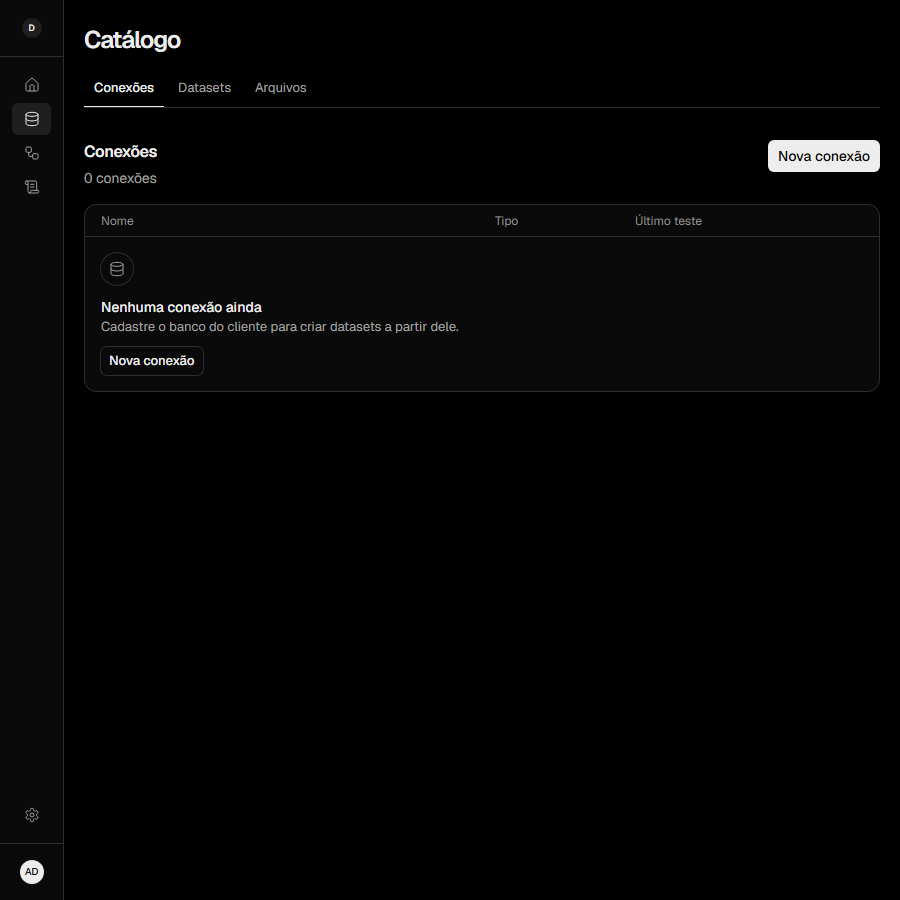 D
Catálogo
Conexões Datasets Arquivos
Conexões
0 conexões
Nova conexão
Nome Tipo Último teste
Nenhuma conexão ainda
Cadastre o banco do cliente para criar datasets a partir dele.
Nova conexão
AD